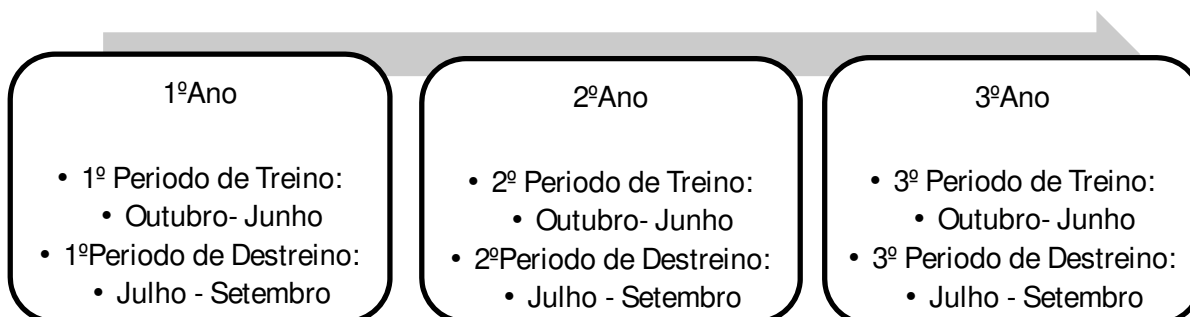 1ºAno
• 1º Periodo de Treino:
• Outubro- Junho
• 1ºPeriodo de Destreino:
• Julho - Setembro
2ºAno
• 2º Periodo de Treino:
• Outubro- Junho
• 2ºPeriodo de Destreino:
• Julho - Setembro
3ºAno
• 3º Periodo de Treino:
• Outubro- Junho
• 3º Periodo de Destreino:
• Julho - Setembro